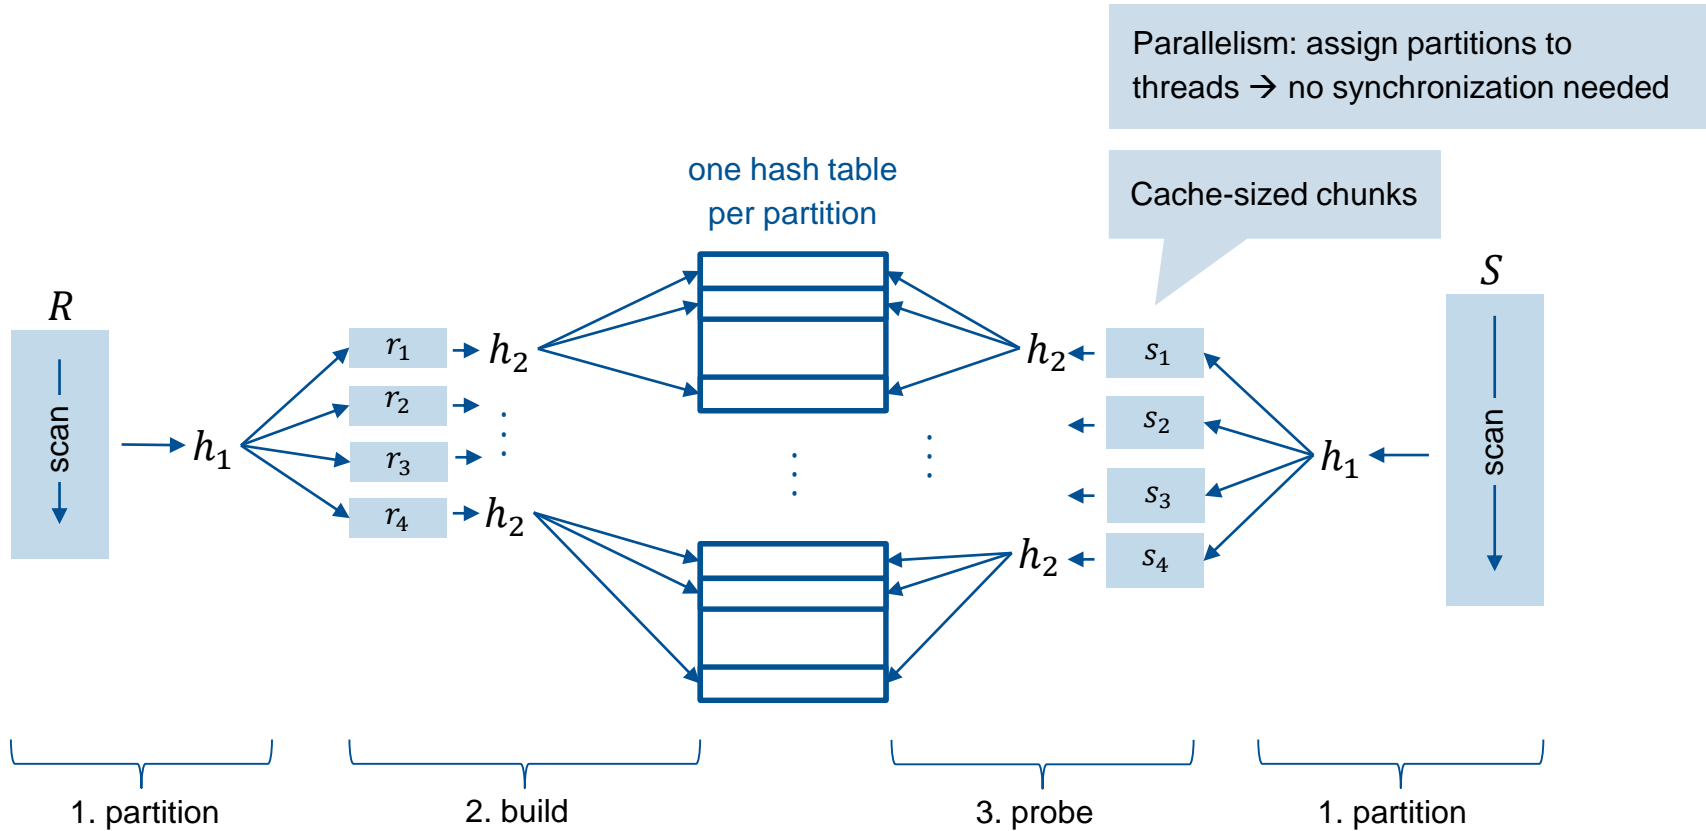 Parallelism: assign partitions to
threads → no synchronization needed
one hash table
per partition
Cache-sized chunks
R
S
scan
h₁
r₁
r₂
r₃
r₄
h₂
h₂
h₂
h₂
s₁
s₂
s₃
s₄
h₁
scan
1. partition
2. build
3. probe
1. partition